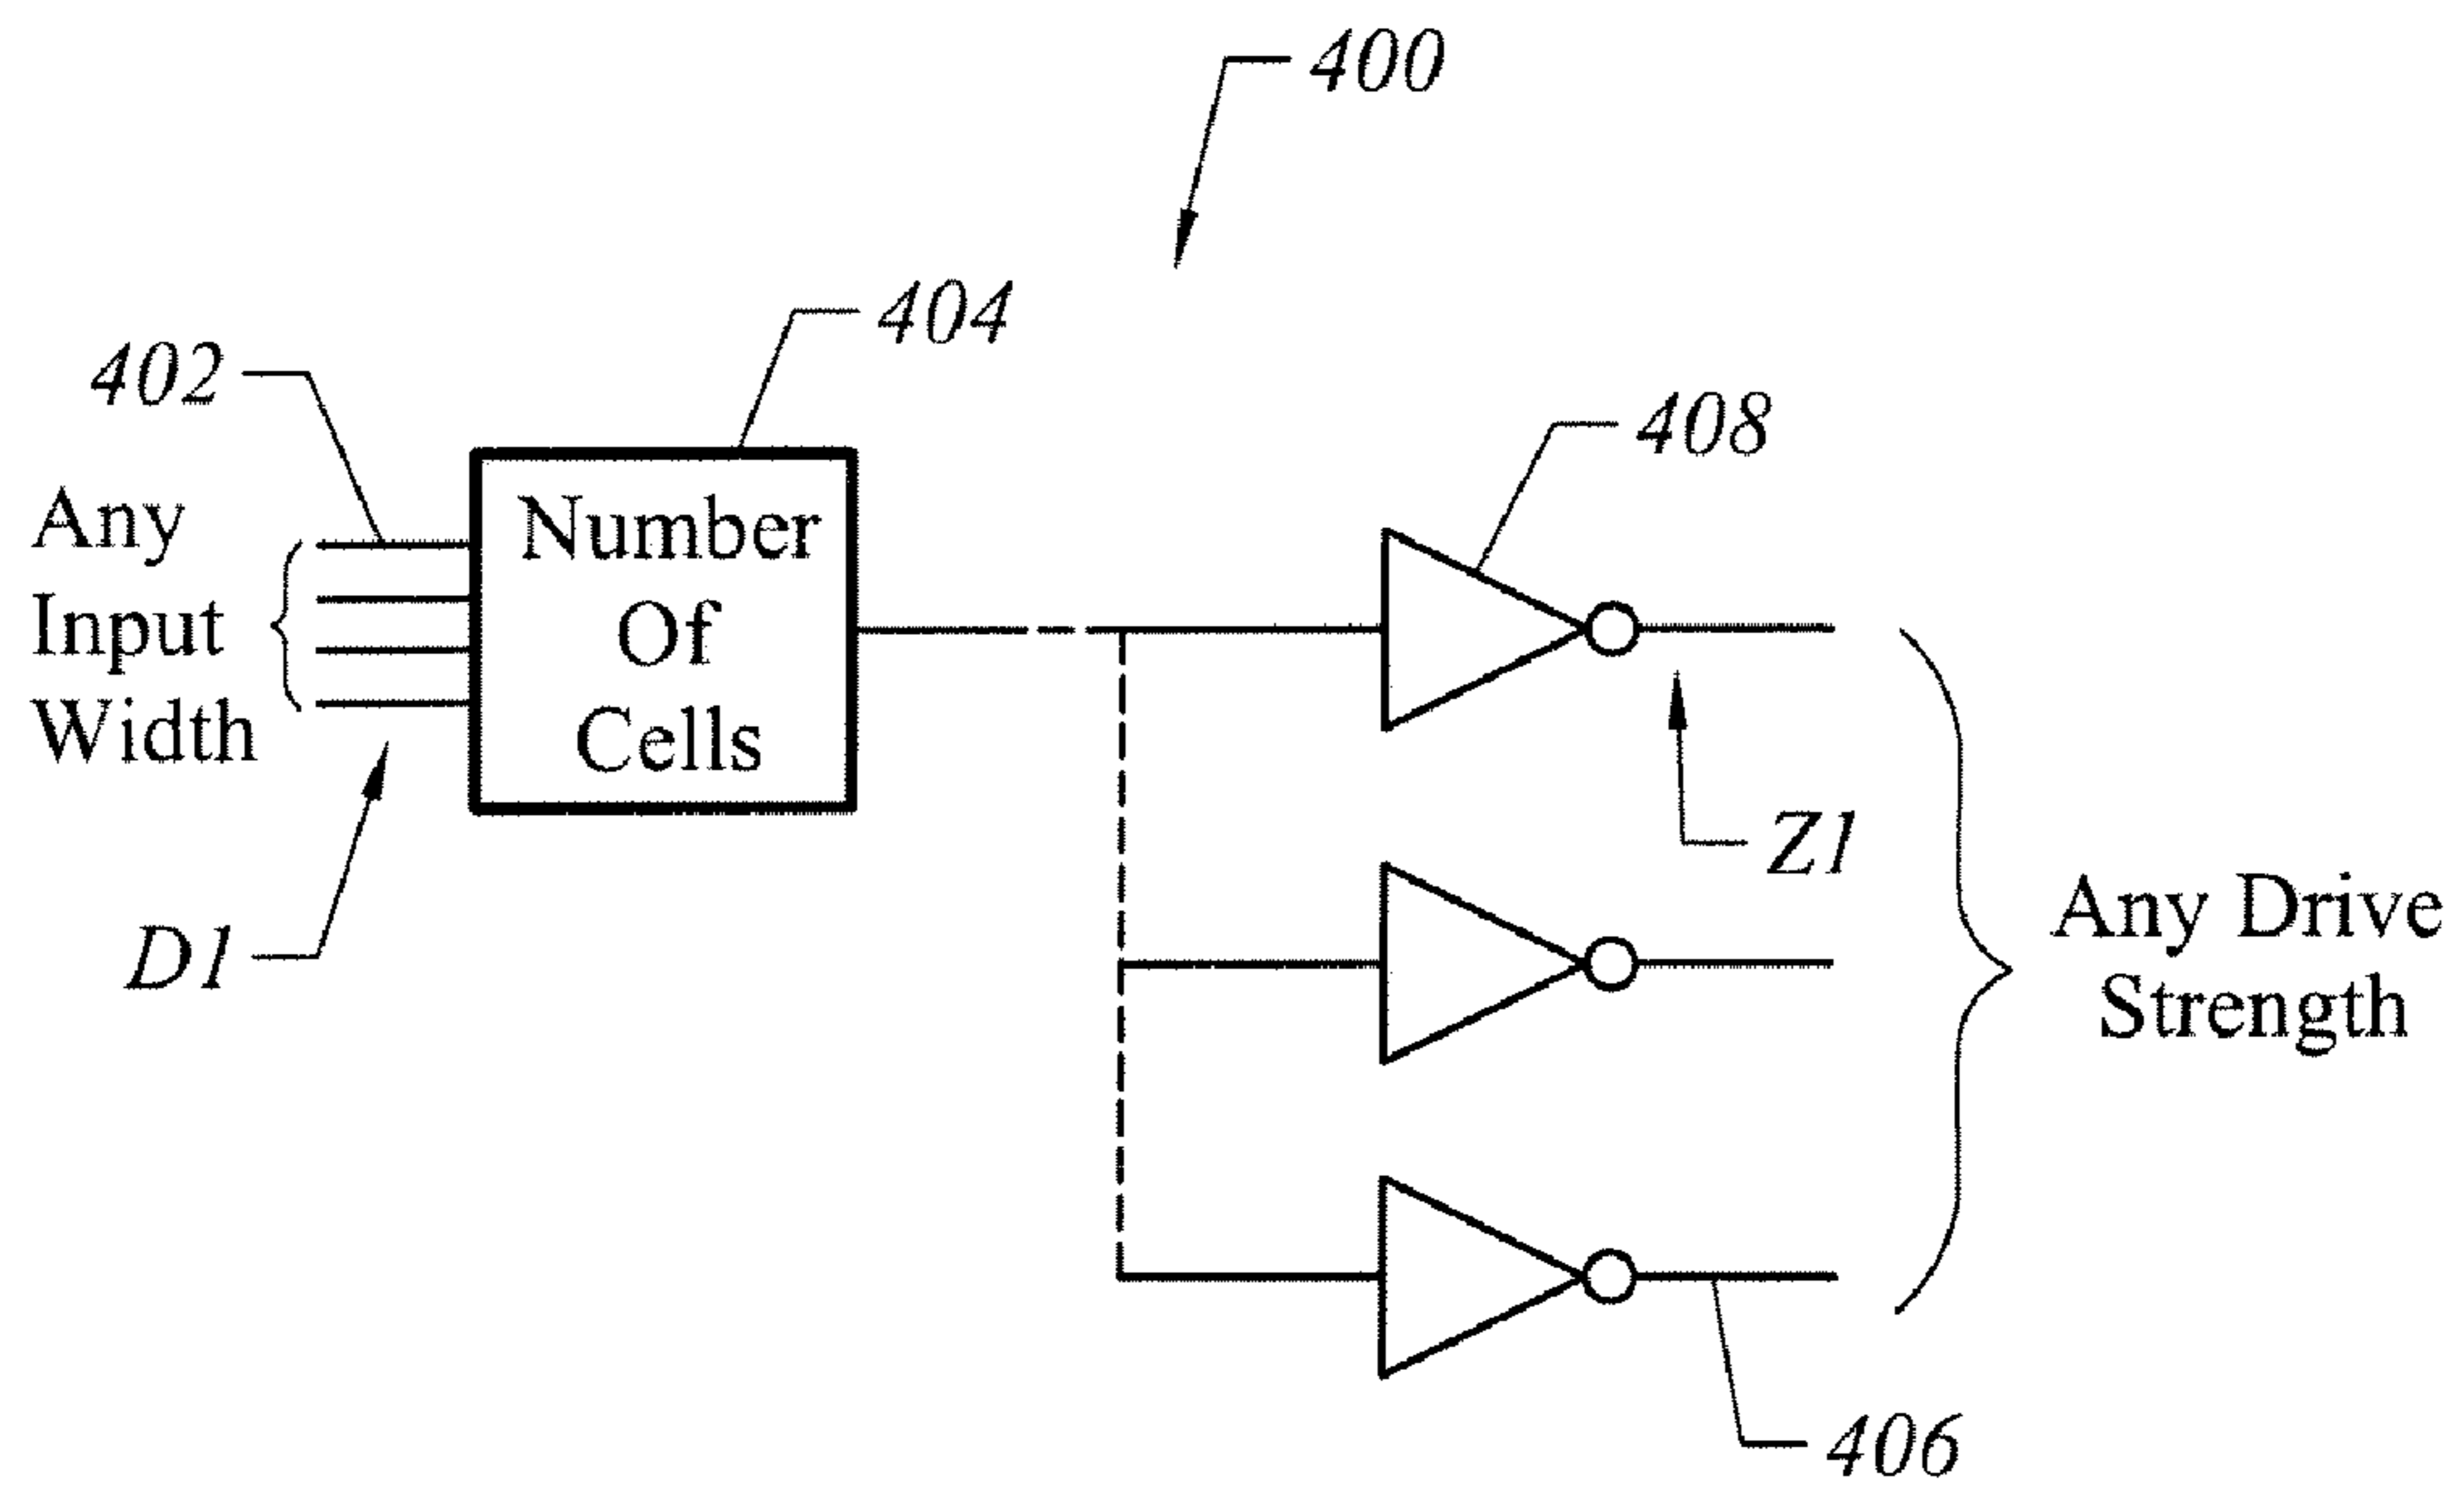 400
404
402
408
Any
Input
Width
Number
Of
Cells
Z1
D1
Any Drive
Strength
406